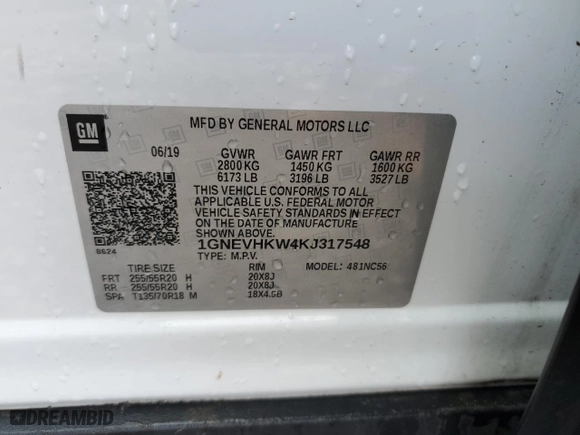 GM
MFD BY GENERAL MOTORS LLC
06/19 GVWR GAWR FRT GAWR RR
2800 KG 1450 KG 1600 KG
6173 LB 3196 LB 3527 LB
THIS VEHICLE CONFORMS TO ALL
APPLICABLE U.S. FEDERAL MOTOR
VEHICLE SAFETY STANDARDS IN EFFECT
ON THE DATE OF MANUFACTURE
SHOWN ABOVE.
8624
1GNEVHKW4KJ317548
TYPE: M.P.V.
TIRE SIZE RIM MODEL: 481NC56
FRT 255/55R20 H 20X8J
RR 255/55R20 H 20X8J
SPA T135/70R18 M 18X4.5B
DREAMBID